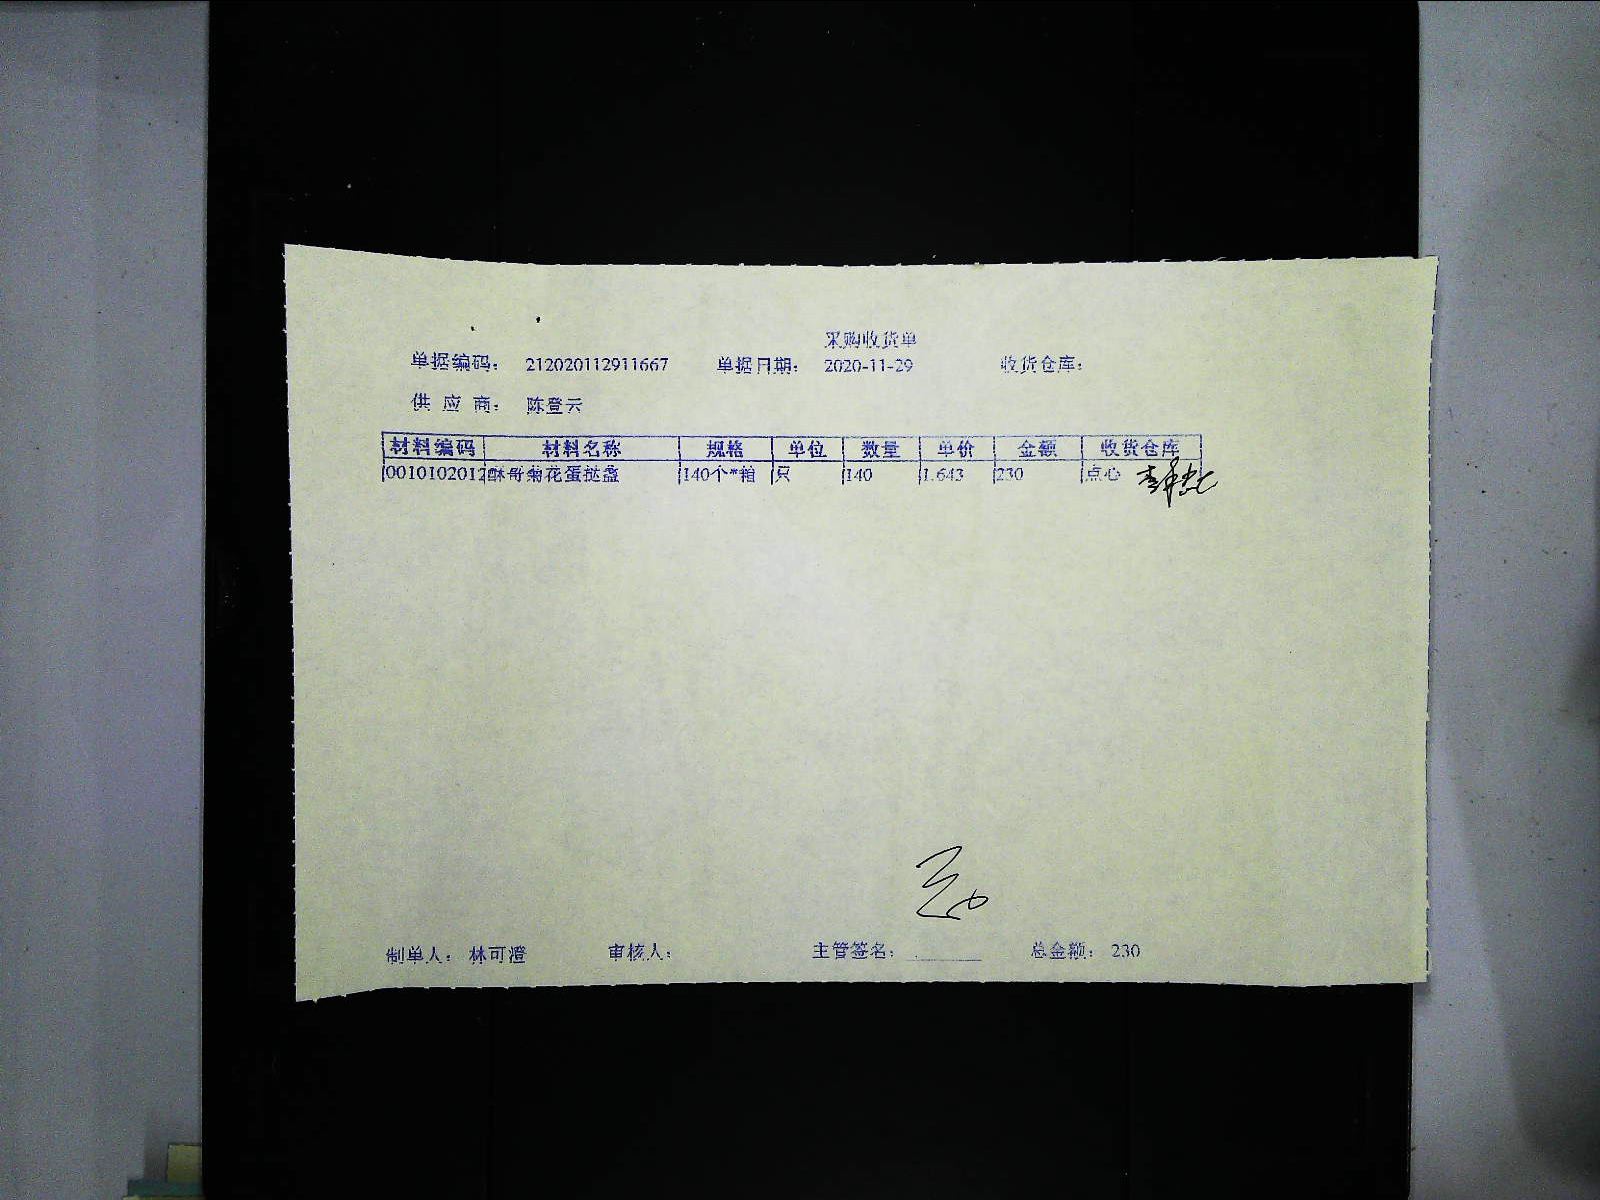 采购收货单
单据编码： 212020112911667 单据日期： 2020-11-29 收货仓库：
供 应 商： 陈登云
材料编码 材料名称 规格 单位 数量 单价 金额 收货仓库
0010102012 酥哥菊花蛋挞盏 140个*箱 只 140 1.643 230 点心
制单人： 林可澄 审核人： 主管签名： 总金额： 230